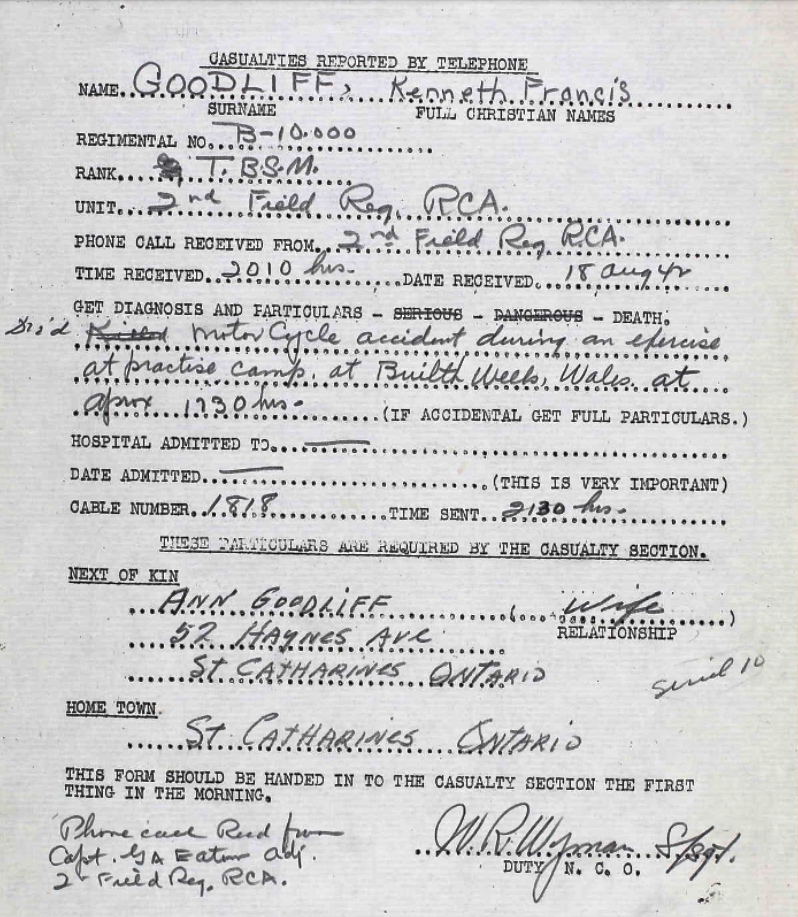 CASUALTIES REPORTED BY TELEPHONE
NAME. GOODLIFF, Kenneth Francis
SURNAME FULL CHRISTIAN NAMES
REGIMENTAL NO. B-10.000
RANK. T. B.S.M.
UNIT. 2nd Field Reg. RCA.
PHONE CALL RECEIVED FROM. 2nd Field Reg RCA.
TIME RECEIVED. 2010 hrs. DATE RECEIVED. 18 Aug 42
GET DIAGNOSIS AND PARTICULARS - SERIOUS - DANGEROUS - DEATH.
Killed MotorCycle accident during an exercise
at practise camp. at Builth Wells, Wales. at
aprox 1730 hrs. (IF ACCIDENTAL GET FULL PARTICULARS.)
HOSPITAL ADMITTED TO.
DATE ADMITTED. (THIS IS VERY IMPORTANT)
CABLE NUMBER. 1818 TIME SENT. 2130 hrs.
THESE PARTICULARS ARE REQUIRED BY THE CASUALTY SECTION.
NEXT OF KIN
ANN GOODLIFF ( Wife )
52 HAYNES AVE RELATIONSHIP
ST CATHARINES ONTARIO
HOME TOWN.
ST CATHARINES ONTARIO
THIS FORM SHOULD BE HANDED IN TO THE CASUALTY SECTION THE FIRST
THING IN THE MORNING.
Phone call Recd from
Capt. GA Eaton adj.
2nd Field Reg. RCA.
W.R. Wyman S/sgt.
DUTY N. C. O.